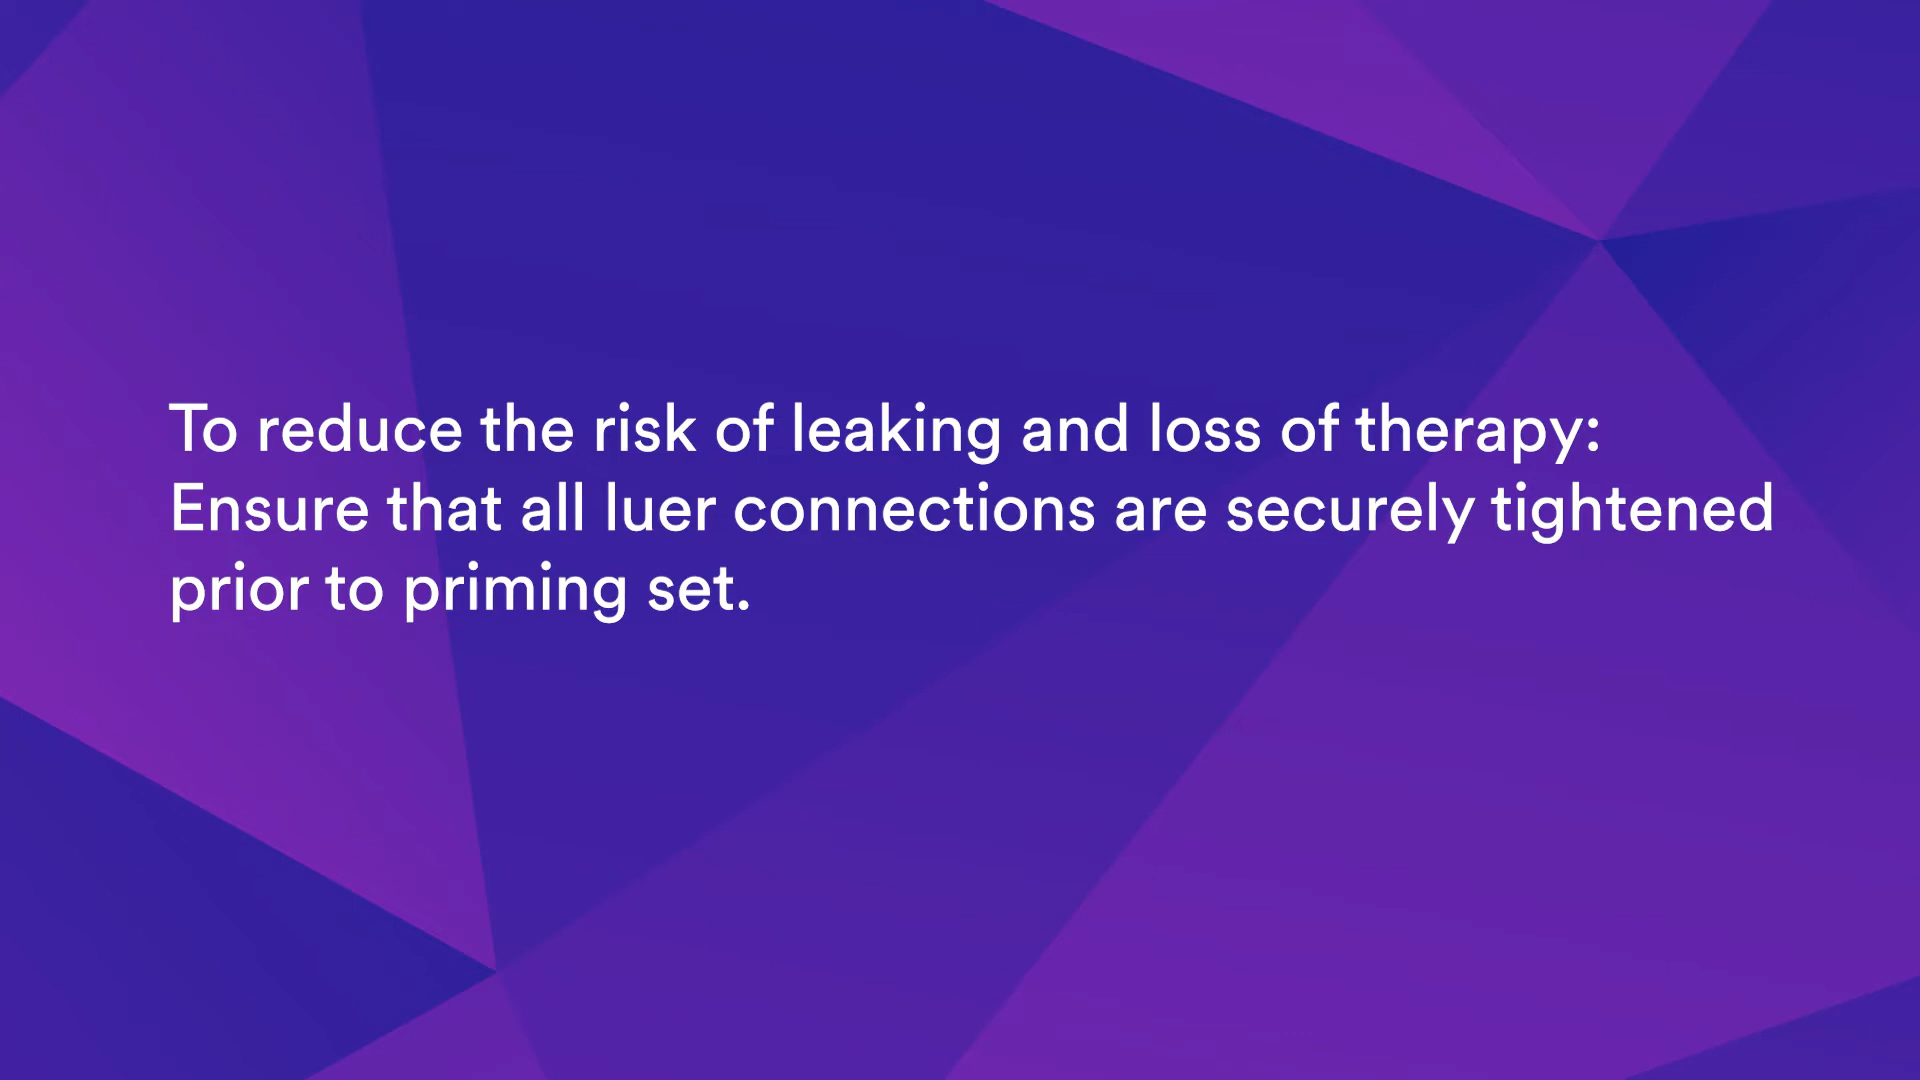 To reduce the risk of leaking and loss of therapy:
Ensure that all luer connections are securely tightened
prior to priming set.